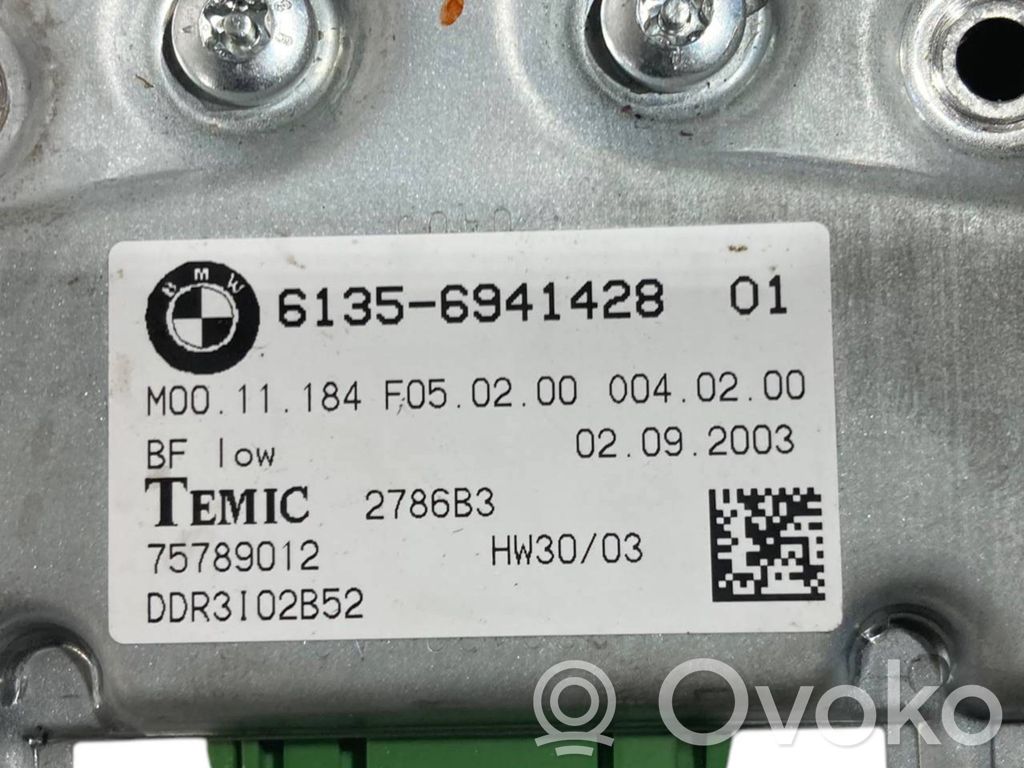 BMW
6135-6941428 01
M00.11.184 F05.02.00 004.02.00
BF low 02.09.2003
TEMIC 2786B3
75789012 HW30/03
DDR3I02B52
Ovoko